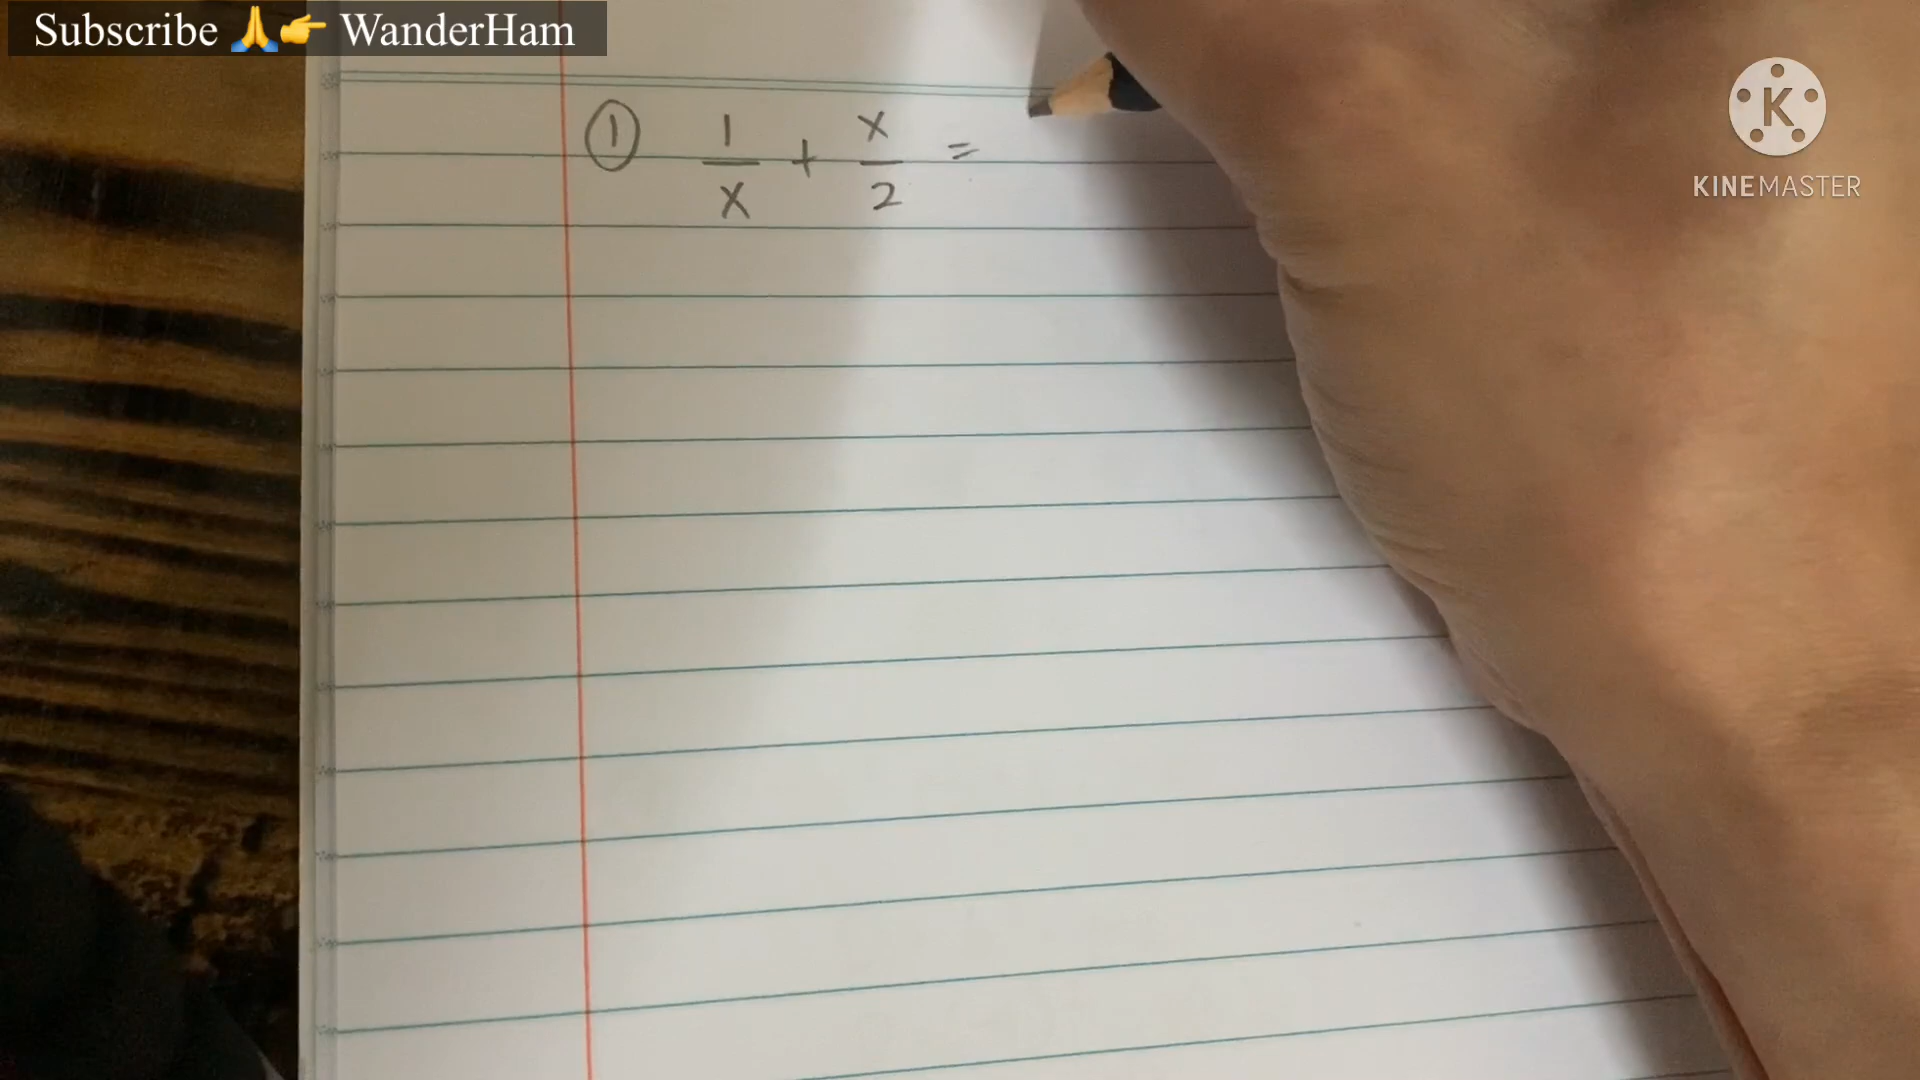 Subscribe 🙏👉 WanderHam
KINEMASTER
① 1/x + x/2 =